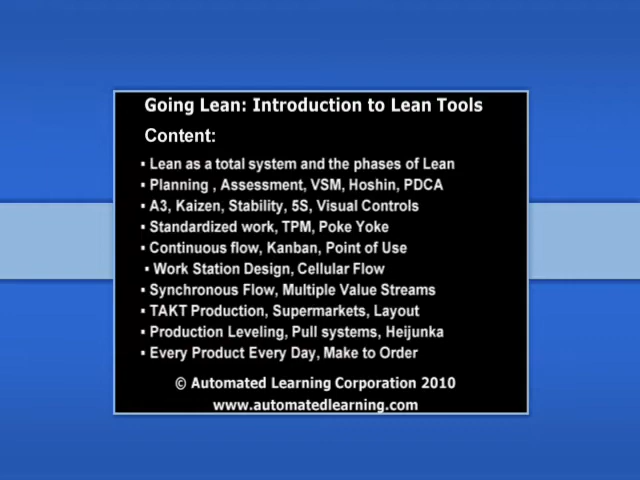 Going Lean: Introduction to Lean Tools
Content:
• Lean as a total system and the phases of Lean
• Planning , Assessment, VSM, Hoshin, PDCA
• A3, Kaizen, Stability, 5S, Visual Controls
• Standardized work, TPM, Poke Yoke
• Continuous flow, Kanban, Point of Use
• Work Station Design, Cellular Flow
• Synchronous Flow, Multiple Value Streams
• TAKT Production, Supermarkets, Layout
• Production Leveling, Pull systems, Heijunka
• Every Product Every Day, Make to Order
© Automated Learning Corporation 2010
www.automatedlearning.com